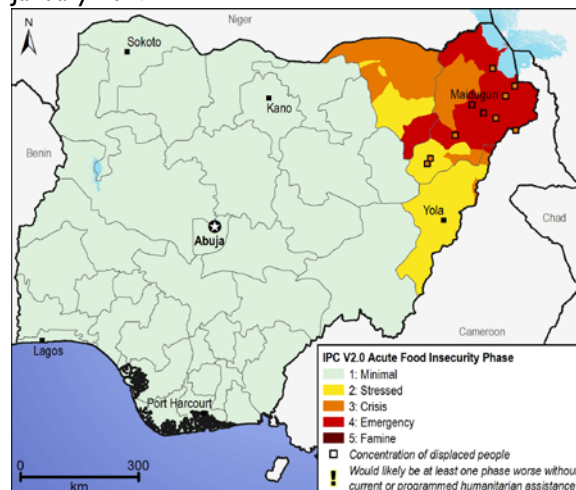 N
Niger
Sokoto
Maiduguri
Kano
Benin
Yola
Chad
Abuja
Cameroon
Lagos
Port Harcourt
IPC V2.0 Acute Food Insecurity Phase
1: Minimal
2: Stressed
3: Crisis
4: Emergency
5: Famine
Concentration of displaced people
! Would likely be at least one phase worse without
current or programmed humanitarian assistance
0 300
km